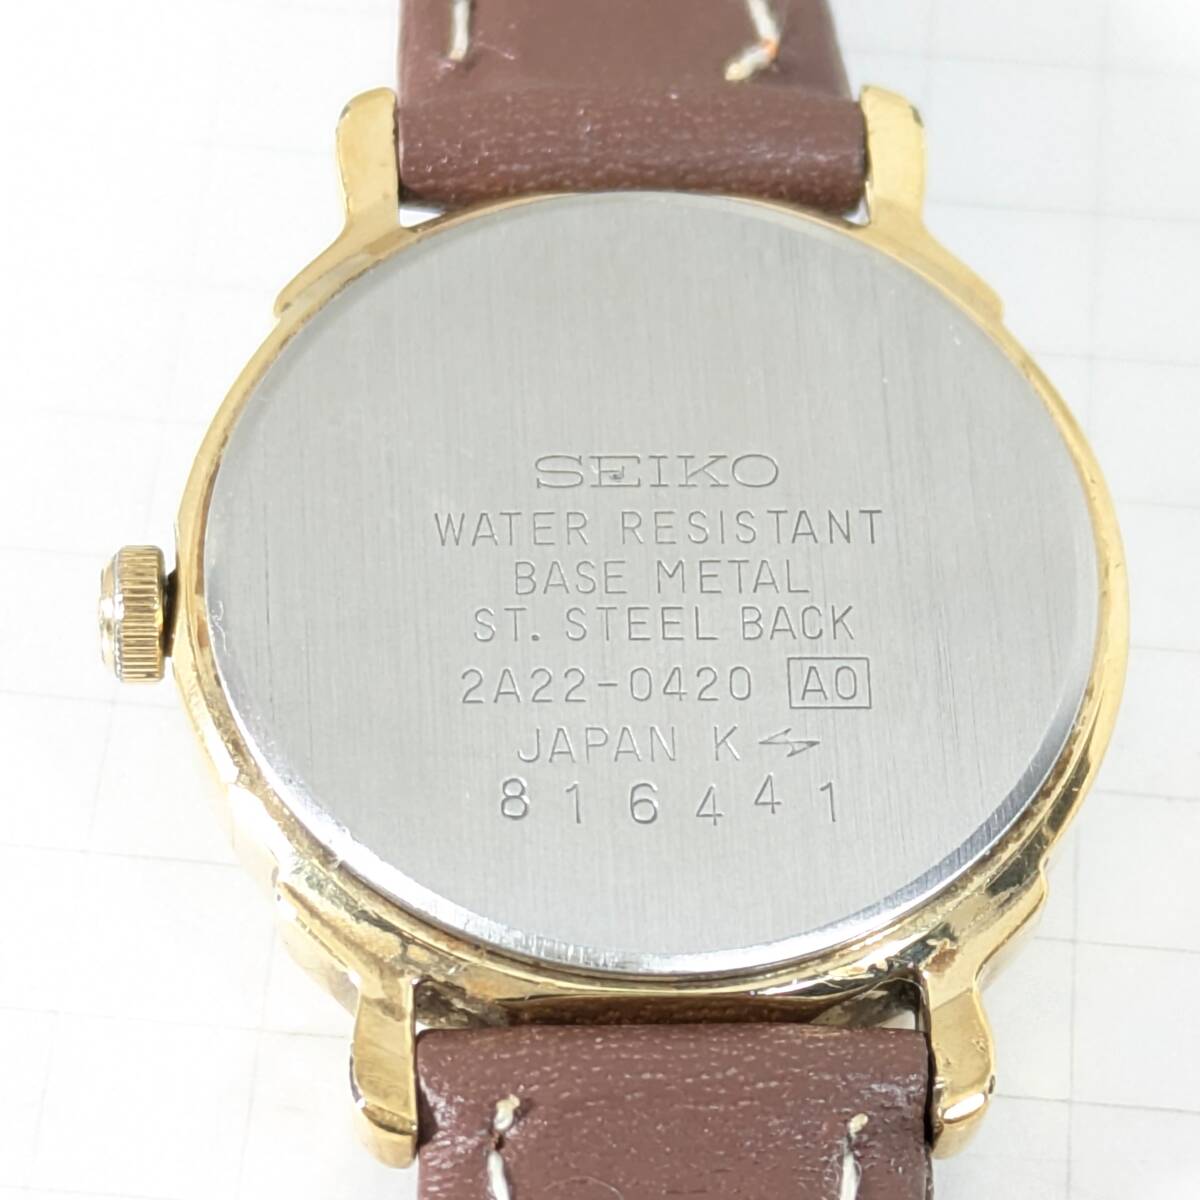 SEIKO
WATER RESISTANT
BASE METAL
ST. STEEL BACK
2A22-0420 A0
JAPAN K
816441